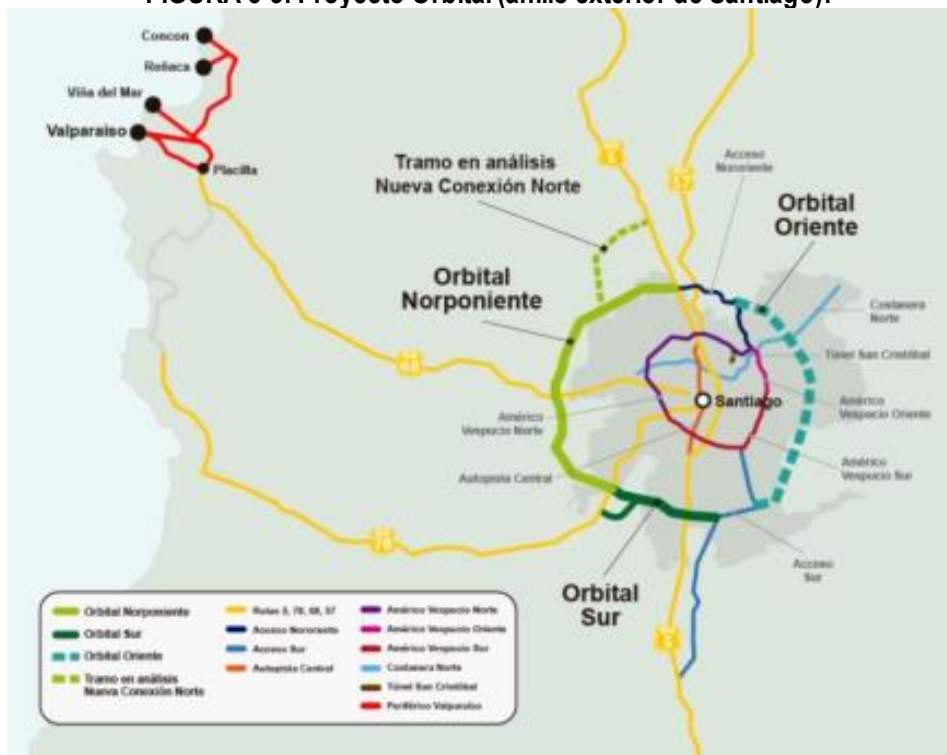 FIGURA 6-3. Proyecto Orbital (anillo exterior de Santiago).
Concon
Reñaca
Viña del Mar
Valparaiso
Placilla
Tramo en análisis
Nueva Conexión Norte
Acceso
Nororiente
Orbital
Oriente
Orbital
Norponiente
Costanera
Norte
Túnel San Cristóbal
Santiago
Américo
Vespucio Norte
Américo
Vespucio Oriente
Autopista Central
Américo
Vespucio Sur
Orbital
Sur
Acceso
Sur
5
57
68
78
5
Orbital Norponiente
Orbital Sur
Orbital Oriente
Tramo en análisis
Nueva Conexión Norte
Rutas 5, 78, 68, 57
Acceso Nororiente
Acceso Sur
Autopista Central
Américo Vespucio Norte
Américo Vespucio Oriente
Américo Vespucio Sur
Costanera Norte
Túnel San Cristóbal
Periférico Valparaíso